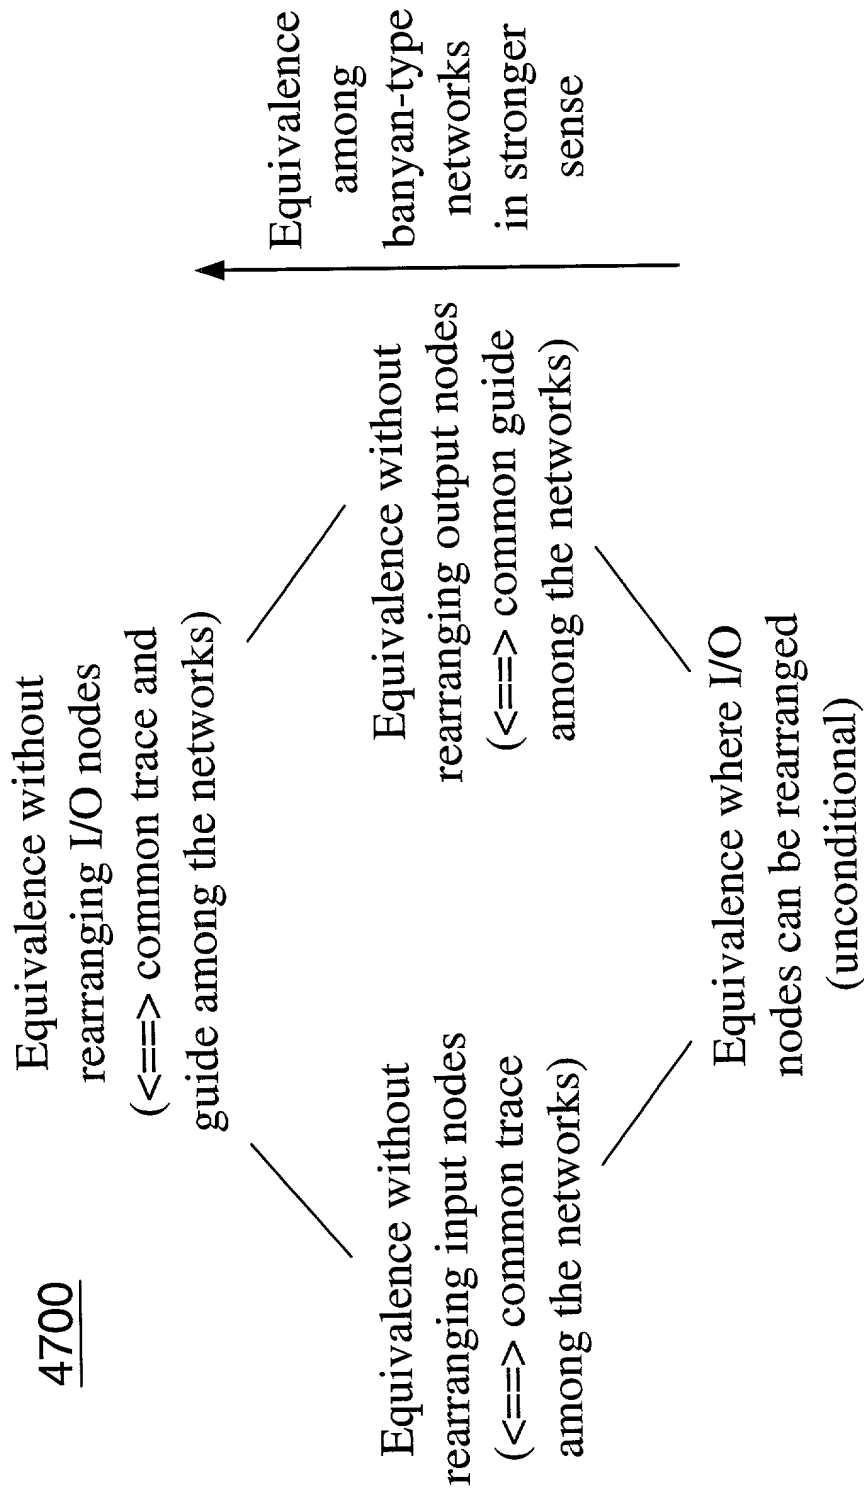 4700
Equivalence without
rearranging I/O nodes
(<==> common trace and
guide among the networks)
Equivalence without
rearranging input nodes
(<==> common trace
among the networks)
Equivalence without
rearranging output nodes
(<==> common guide
among the networks)
Equivalence where I/O
nodes can be rearranged
(unconditional)
Equivalence
among
banyan-type
networks
in stronger
sense